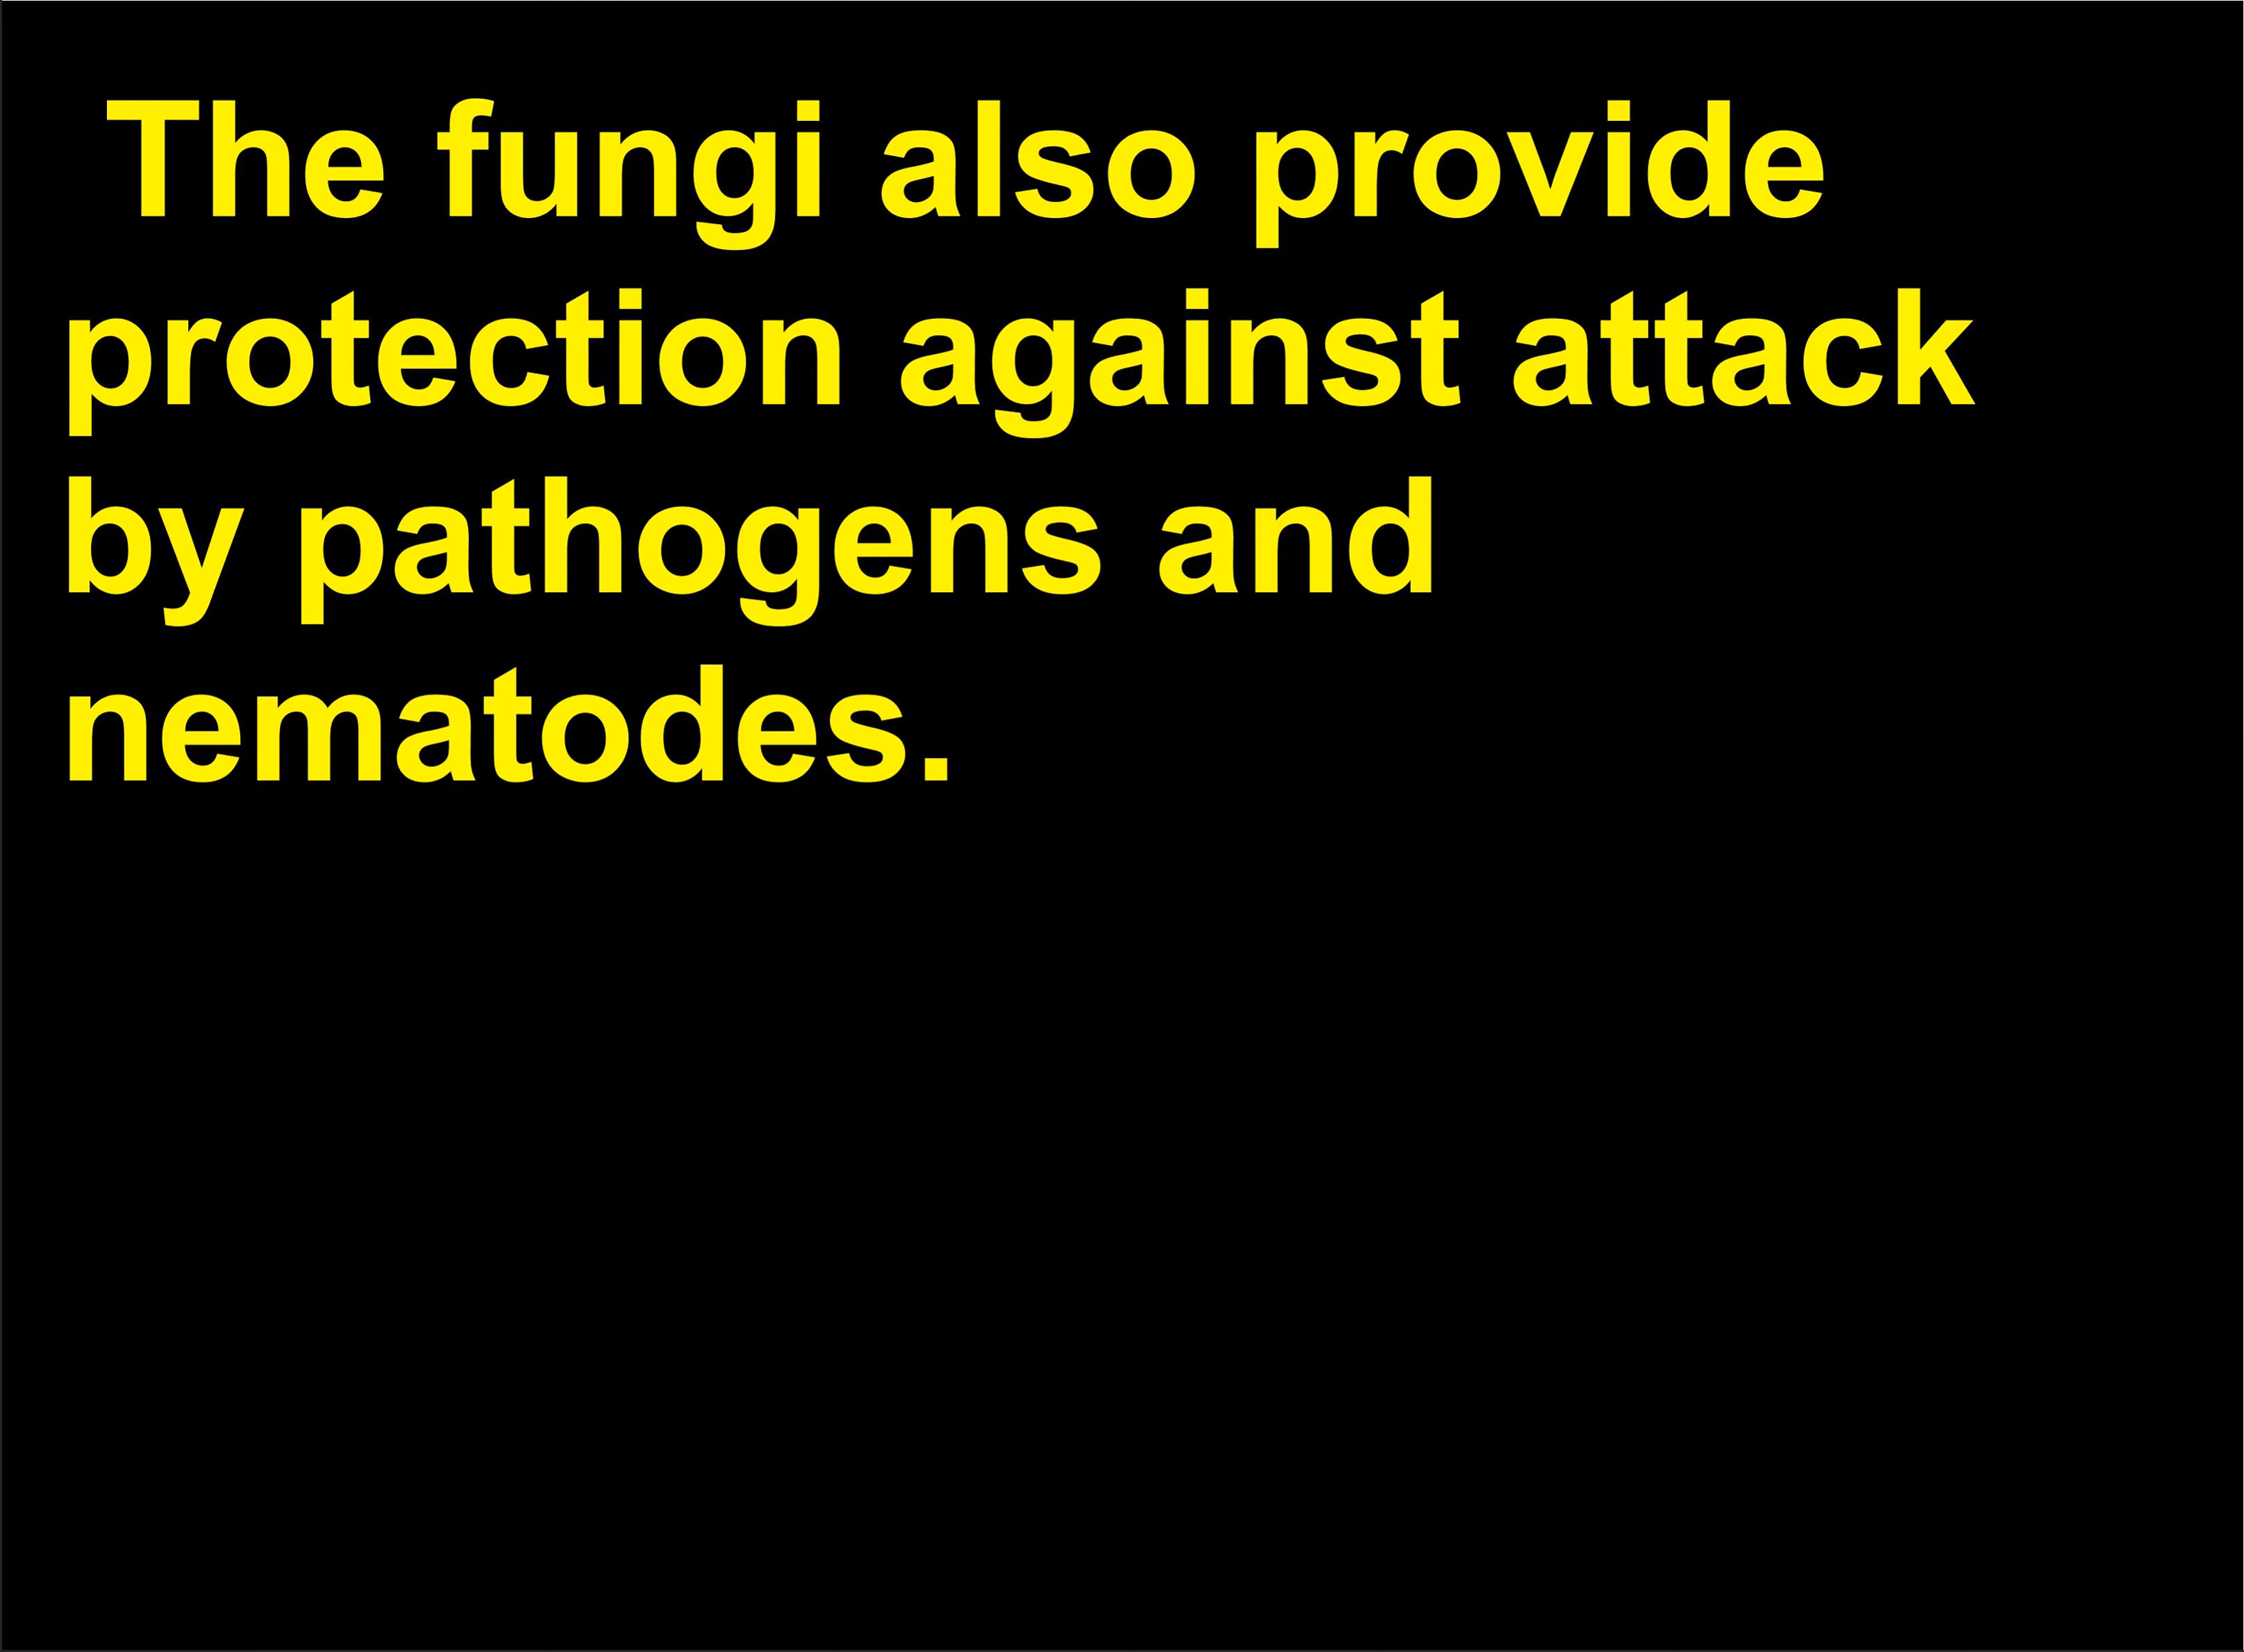 The fungi also provide
protection against attack
by pathogens and
nematodes.